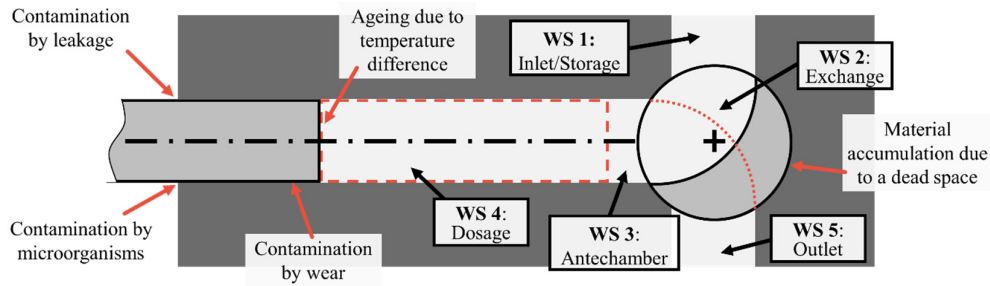 Contamination
by leakage
Ageing due to
temperature
difference
WS 1:
Inlet/Storage
WS 2:
Exchange
Material
accumulation due
to a dead space
WS 4:
Dosage
WS 3:
Antechamber
WS 5:
Outlet
Contamination by
microorganisms
Contamination
by wear